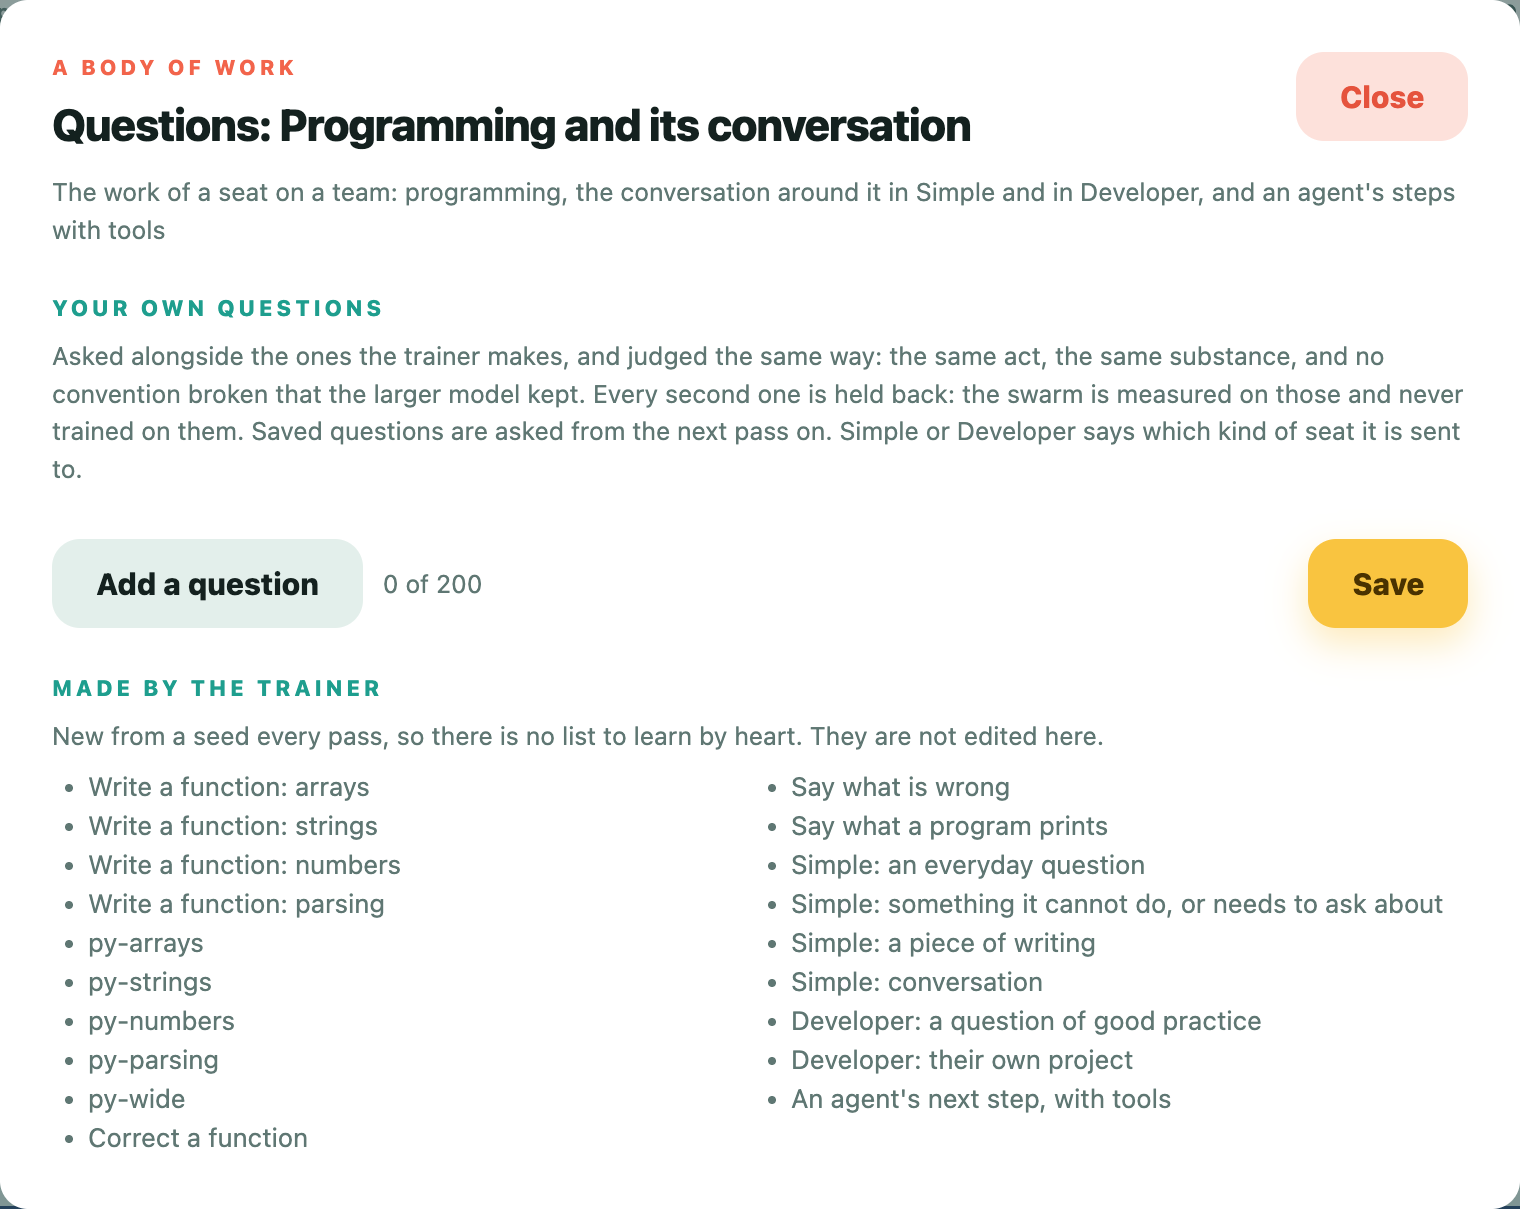 A BODY OF WORK
Close
Questions: Programming and its conversation
The work of a seat on a team: programming, the conversation around it in Simple and in Developer, and an agent's steps
with tools
YOUR OWN QUESTIONS
Asked alongside the ones the trainer makes, and judged the same way: the same act, the same substance, and no
convention broken that the larger model kept. Every second one is held back: the swarm is measured on those and never
trained on them. Saved questions are asked from the next pass on. Simple or Developer says which kind of seat it is sent
to.
Add a question
0 of 200
Save
MADE BY THE TRAINER
New from a seed every pass, so there is no list to learn by heart. They are not edited here.
• Write a function: arrays
• Write a function: strings
• Write a function: numbers
• Write a function: parsing
• py-arrays
• py-strings
• py-numbers
• py-parsing
• py-wide
• Correct a function
• Say what is wrong
• Say what a program prints
• Simple: an everyday question
• Simple: something it cannot do, or needs to ask about
• Simple: a piece of writing
• Simple: conversation
• Developer: a question of good practice
• Developer: their own project
• An agent's next step, with tools